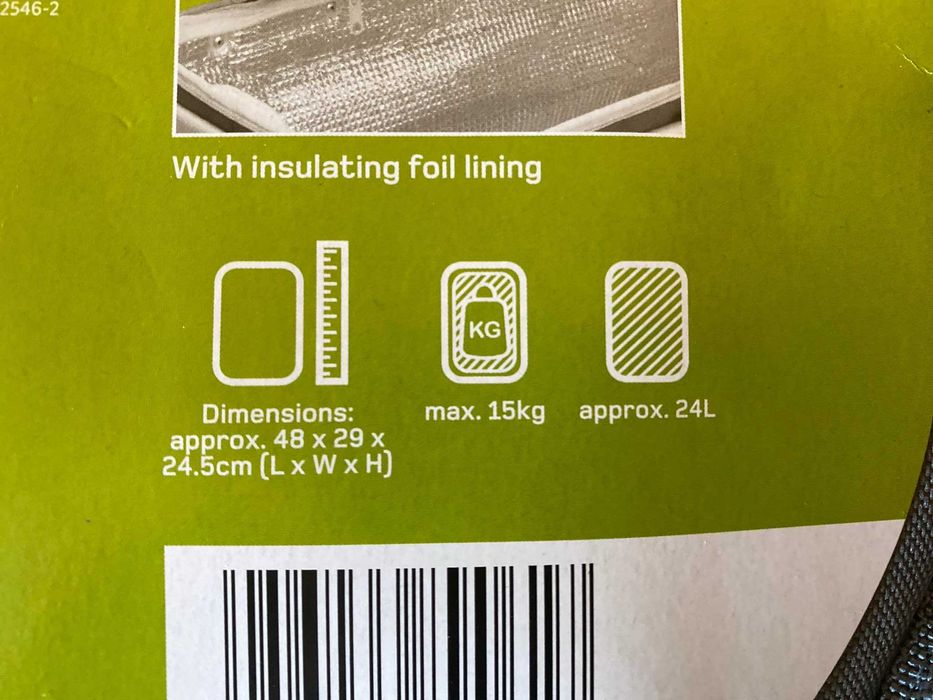 2546-2
With insulating foil lining
KG
Dimensions:
approx. 48 x 29 x
24.5cm (L x W x H)
max. 15kg
approx. 24L